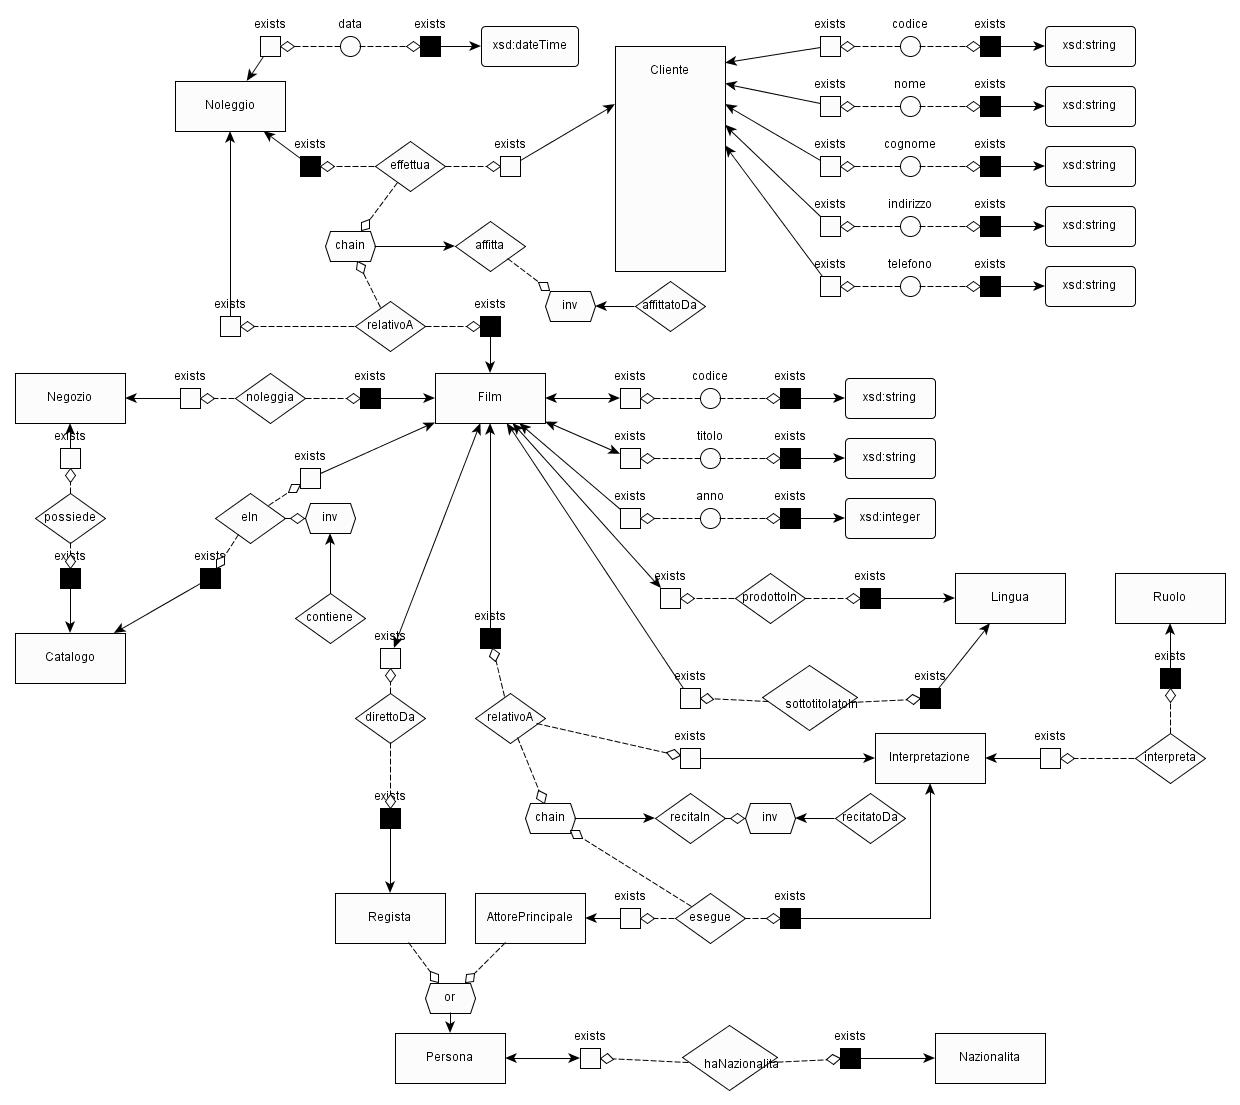 exists data exists
xsd:dateTime
Noleggio
Cliente
exists codice exists
xsd:string
exists nome exists
xsd:string
exists cognome exists
xsd:string
exists indirizzo exists
xsd:string
exists telefono exists
xsd:string
exists effettua exists
chain affitta
inv affittatoDa
exists relativoA exists
Negozio exists noleggia exists Film
exists codice exists
xsd:string
exists titolo exists
xsd:string
exists anno exists
xsd:integer
exists
possiede
exists
Catalogo
exists
eIn inv
exists
contiene
exists prodottoIn exists
Lingua
Ruolo
exists
exists sottotitolatoIn exists
exists
direttoDa
exists
exists
relativoA
exists Interpretazione exists interpreta
chain recitaIn inv recitatoDa
Regista AttorePrincipale exists esegue exists
or
Persona exists haNazionalita exists Nazionalita